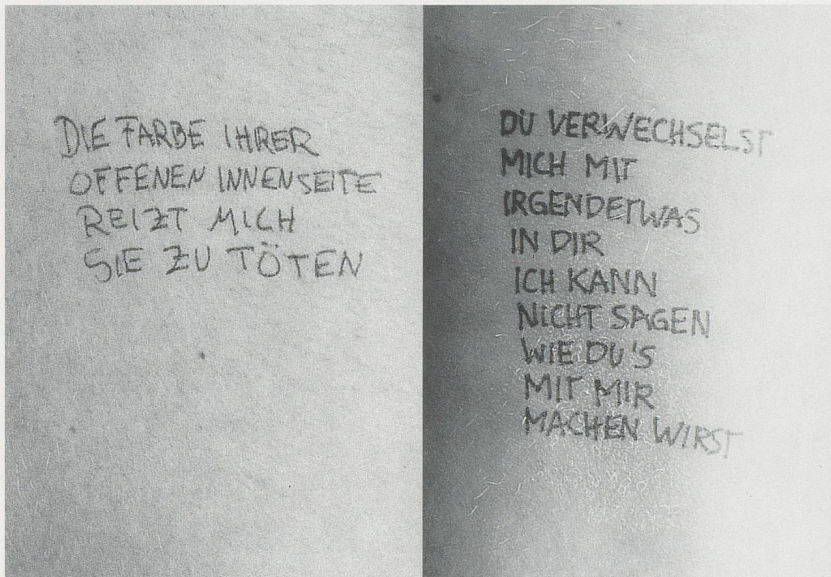 DIE FARBE IHRER
OFFENEN INNENSEITE
REIZT MICH
SIE ZU TÖTEN
DU VERWECHSELST
MICH MIT
IRGENDETWAS
IN DIR
ICH KANN
NICHT SAGEN
WIE DU'S
MIT MIR
MACHEN WIRST